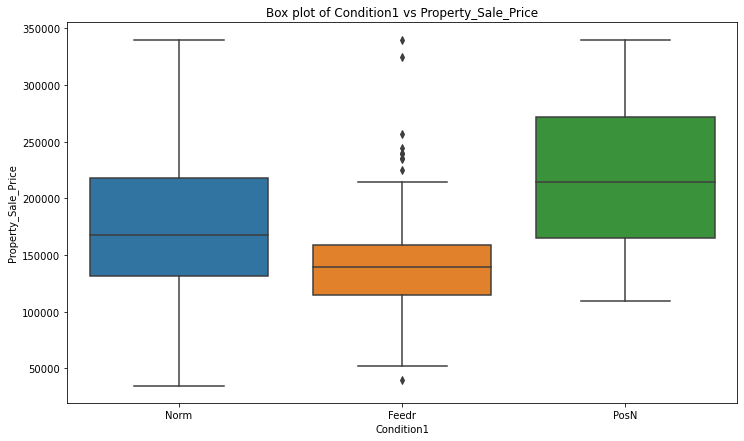 Box plot of Condition1 vs Property_Sale_Price
350000
300000
250000
200000
150000
100000
50000
Property_Sale_Price
Norm
Feedr
PosN
Condition1